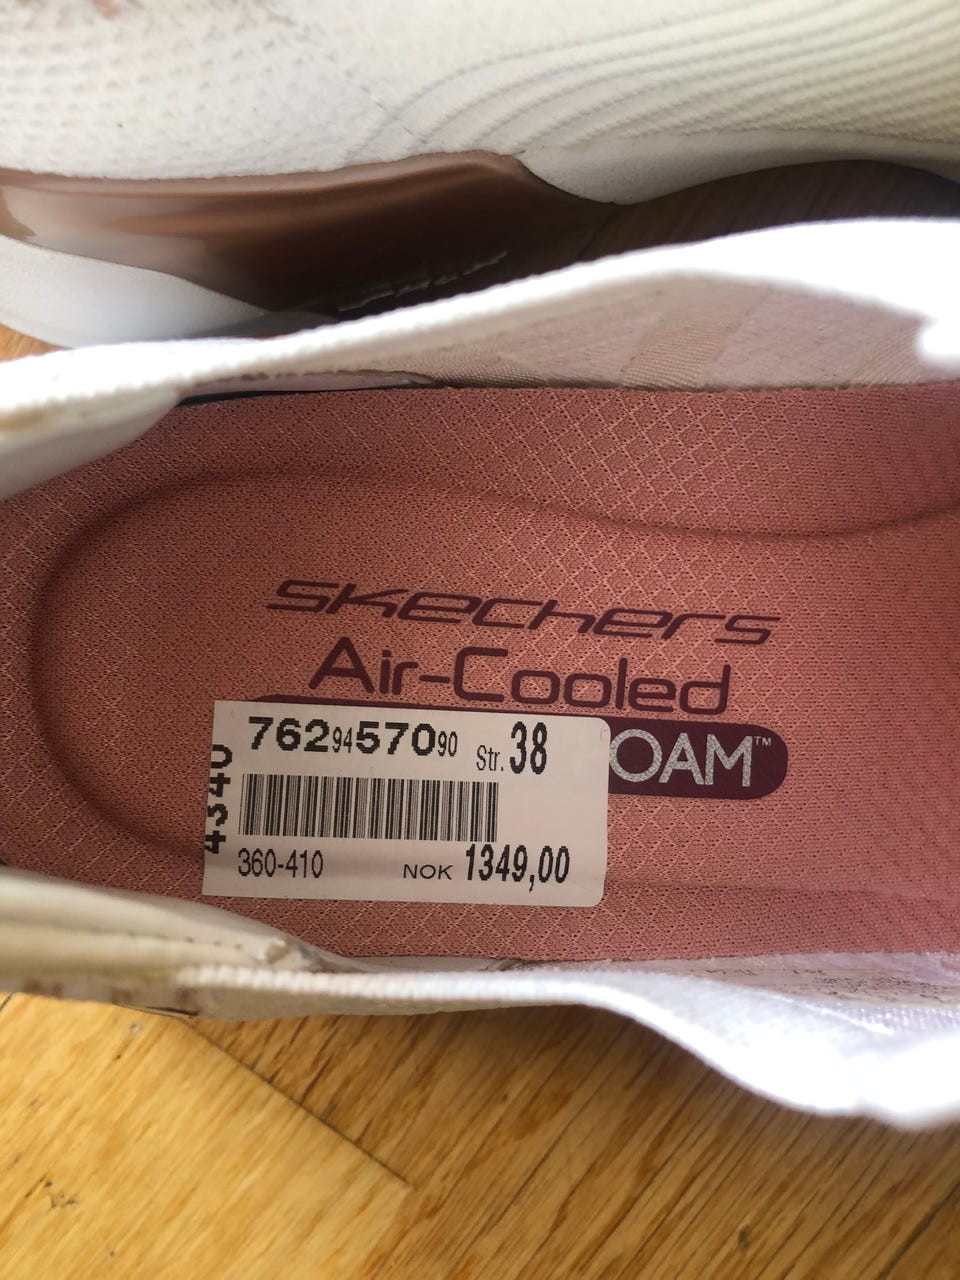 Skechers
Air-Cooled
OAM™
7629457090 Str. 38
4340
360-410 NOK 1349,00